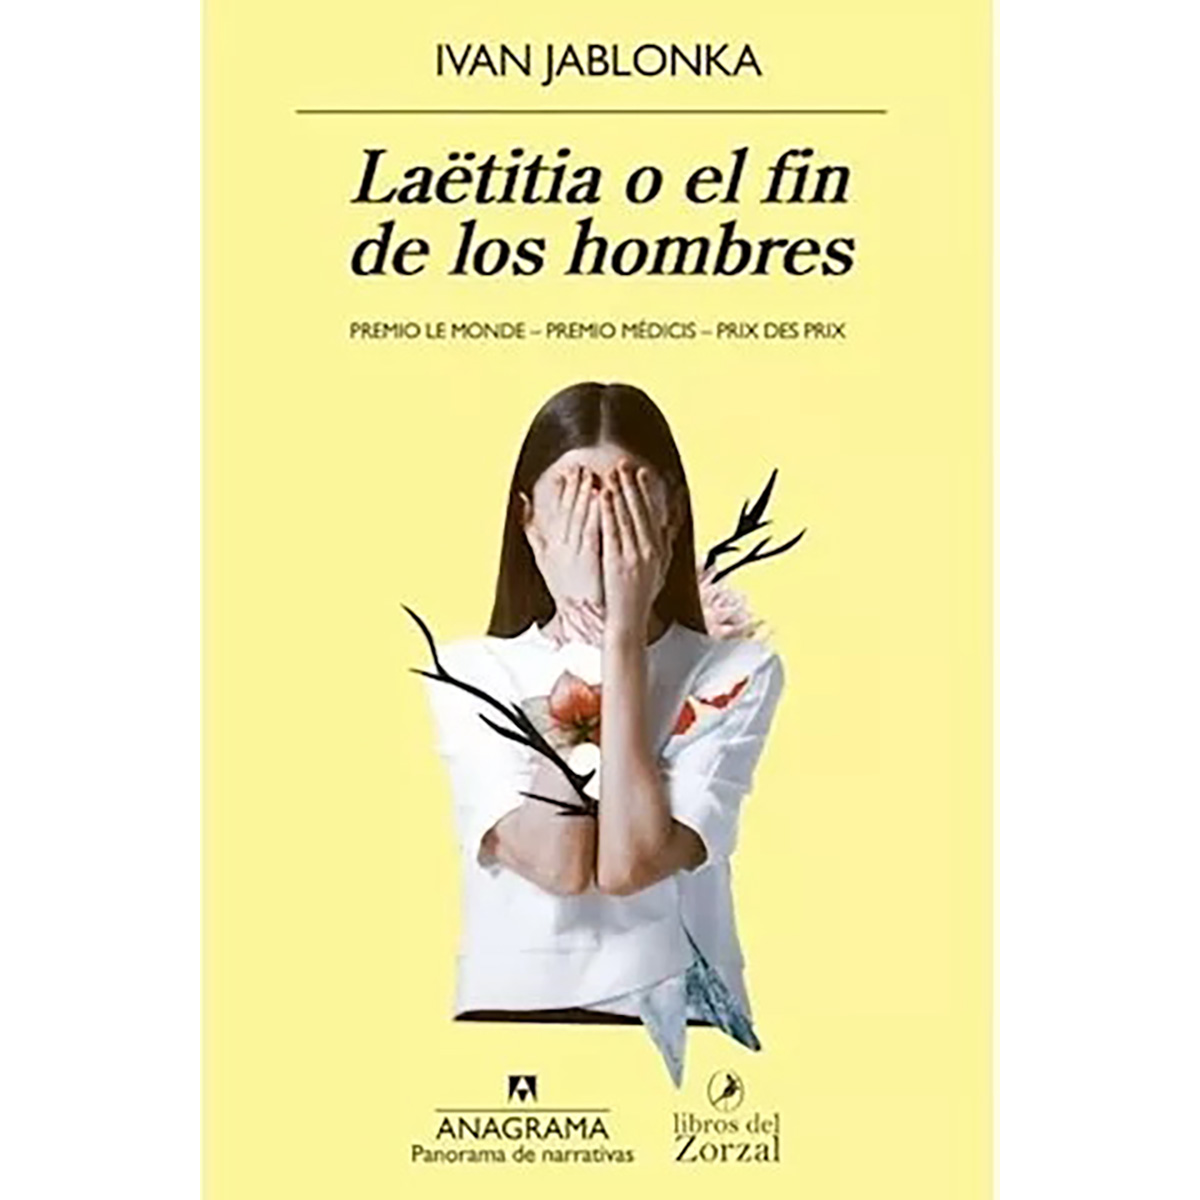 IVAN JABLONKA
Laëtitia o el fin
de los hombres
PREMIO LE MONDE – PREMIO MÉDICIS – PRIX DES PRIX
ANAGRAMA
Panorama de narrativas
libros del
Zorzal